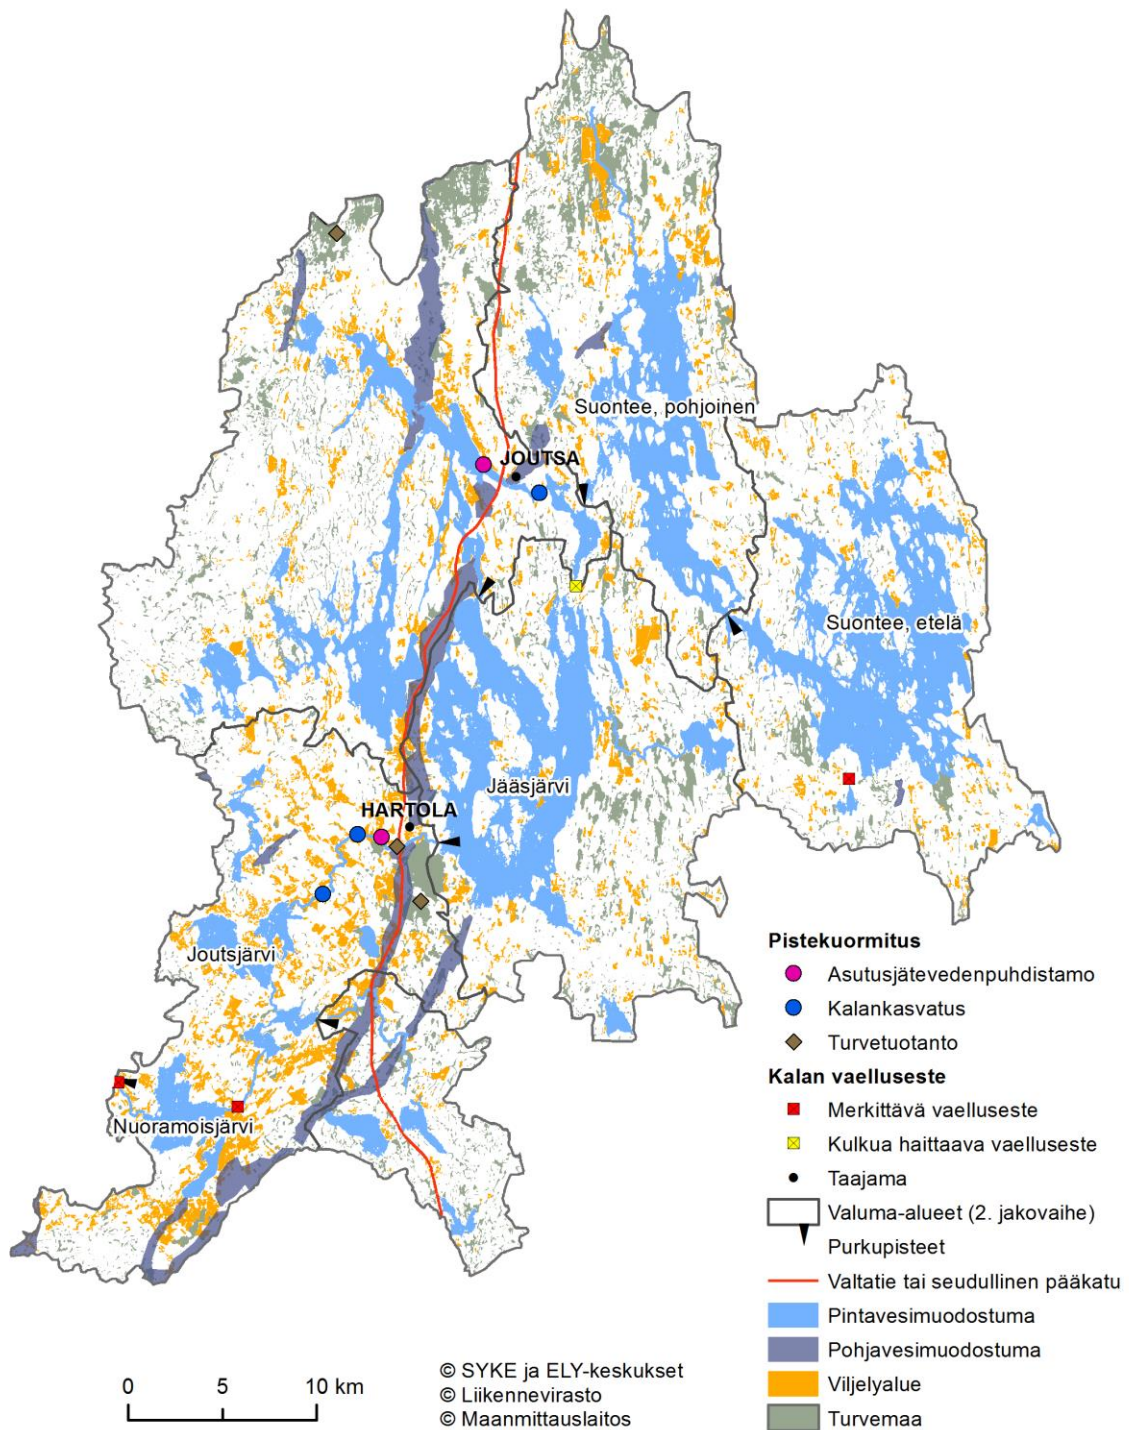 Suontee, pohjoinen
JOUTSA
Suontee, etelä
Jääsjärvi
HARTOLA
Joutsjärvi
Nuoramoisjärvi
Pistekuormitus
Asutusjätevedenpuhdistamo
Kalankasvatus
Turvetuotanto
Kalan vaelluseste
Merkittävä vaelluseste
Kulkua haittaava vaelluseste
Taajama
Valuma-alueet (2. jakovaihe)
Purkupisteet
Valtatie tai seudullinen pääkatu
Pintavesimuodostuma
Pohjavesimuodostuma
Viljelyalue
Turvemaa
0 5 10 km
© SYKE ja ELY-keskukset
© Liikennevirasto
© Maanmittauslaitos